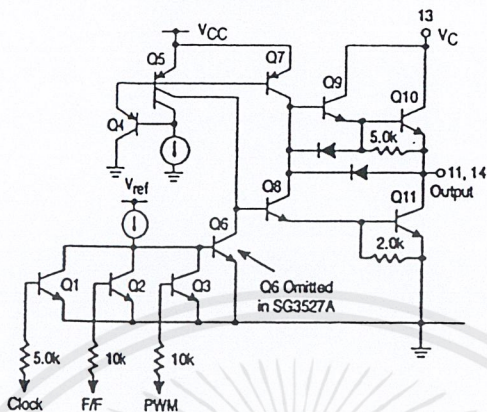 13
VCC
VC
Q5
Q7
Q9
Q10
Q4
5.0k
11, 14
Output
Vref
Q8
Q11
Q6
2.0k
Q1
Q2
Q3
Q6 Omitted
in SG3527A
5.0k
10k
10k
Clock
F/F
PWM